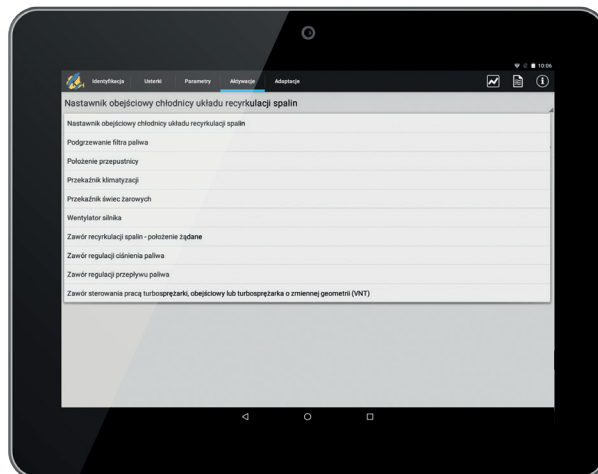 10:06
Identyfikacja Usterki Parametry Aktywacje Adaptacje
Nastawnik obejściowy chłodnicy układu recyrkulacji spalin
Nastawnik obejściowy chłodnicy układu recyrkulacji spalin
Podgrzewanie filtra paliwa
Położenie przepustnicy
Przekaźnik klimatyzacji
Przekaźnik świec żarowych
Wentylator silnika
Zawór recyrkulacji spalin - położenie żądane
Zawór regulacji ciśnienia paliwa
Zawór regulacji przepływu paliwa
Zawór sterowania pracą turbosprężarki, obejściowy lub turbosprężarka o zmiennej geometrii (VNT)